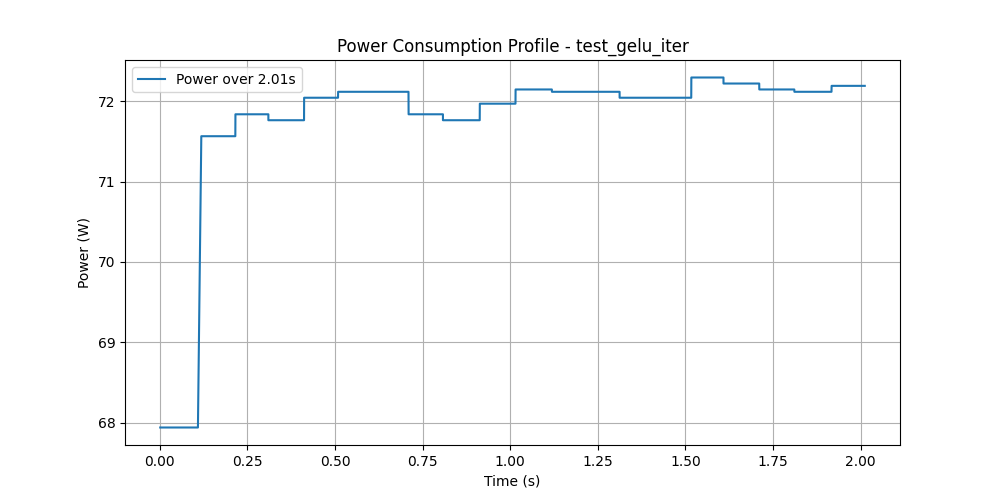 Power Consumption Profile - test_gelu_iter
Power over 2.01s
72
71
70
69
68
Power (W)
0.00 0.25 0.50 0.75 1.00 1.25 1.50 1.75 2.00
Time (s)